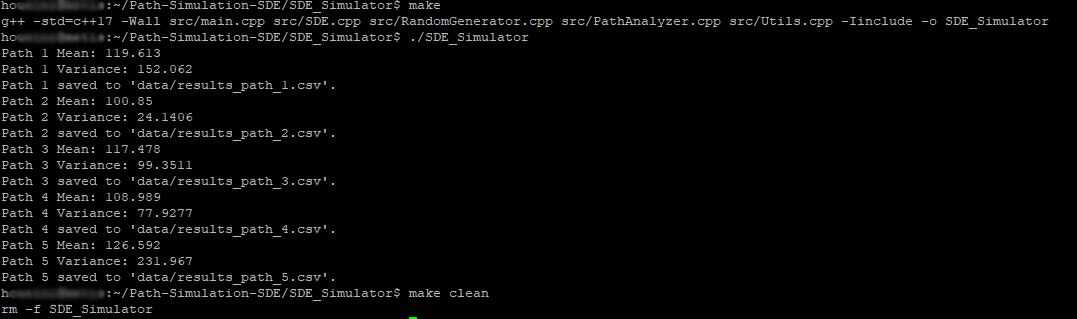 :~/Path-Simulation-SDE/SDE_Simulator$ make
g++ -std=c++17 -Wall src/main.cpp src/SDE.cpp src/RandomGenerator.cpp src/PathAnalyzer.cpp src/Utils.cpp -Iinclude -o SDE_Simulator
:~/Path-Simulation-SDE/SDE_Simulator$ ./SDE_Simulator
Path 1 Mean: 119.613
Path 1 Variance: 152.062
Path 1 saved to 'data/results_path_1.csv'.
Path 2 Mean: 100.85
Path 2 Variance: 24.1406
Path 2 saved to 'data/results_path_2.csv'.
Path 3 Mean: 117.478
Path 3 Variance: 99.3511
Path 3 saved to 'data/results_path_3.csv'.
Path 4 Mean: 108.989
Path 4 Variance: 77.9277
Path 4 saved to 'data/results_path_4.csv'.
Path 5 Mean: 126.592
Path 5 Variance: 231.967
Path 5 saved to 'data/results_path_5.csv'.
:~/Path-Simulation-SDE/SDE_Simulator$ make clean
rm -f SDE_Simulator